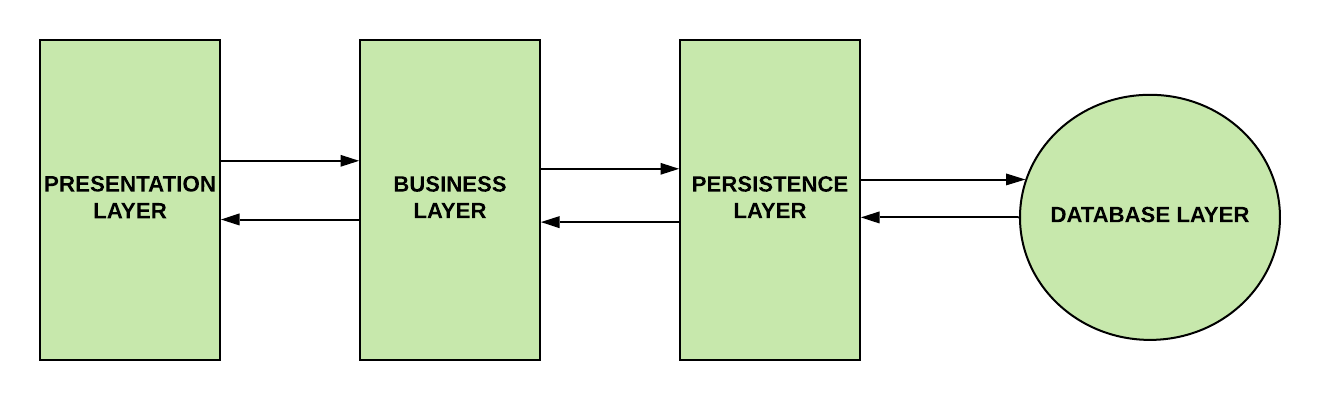 PRESENTATION
LAYER
BUSINESS
LAYER
PERSISTENCE
LAYER
DATABASE LAYER